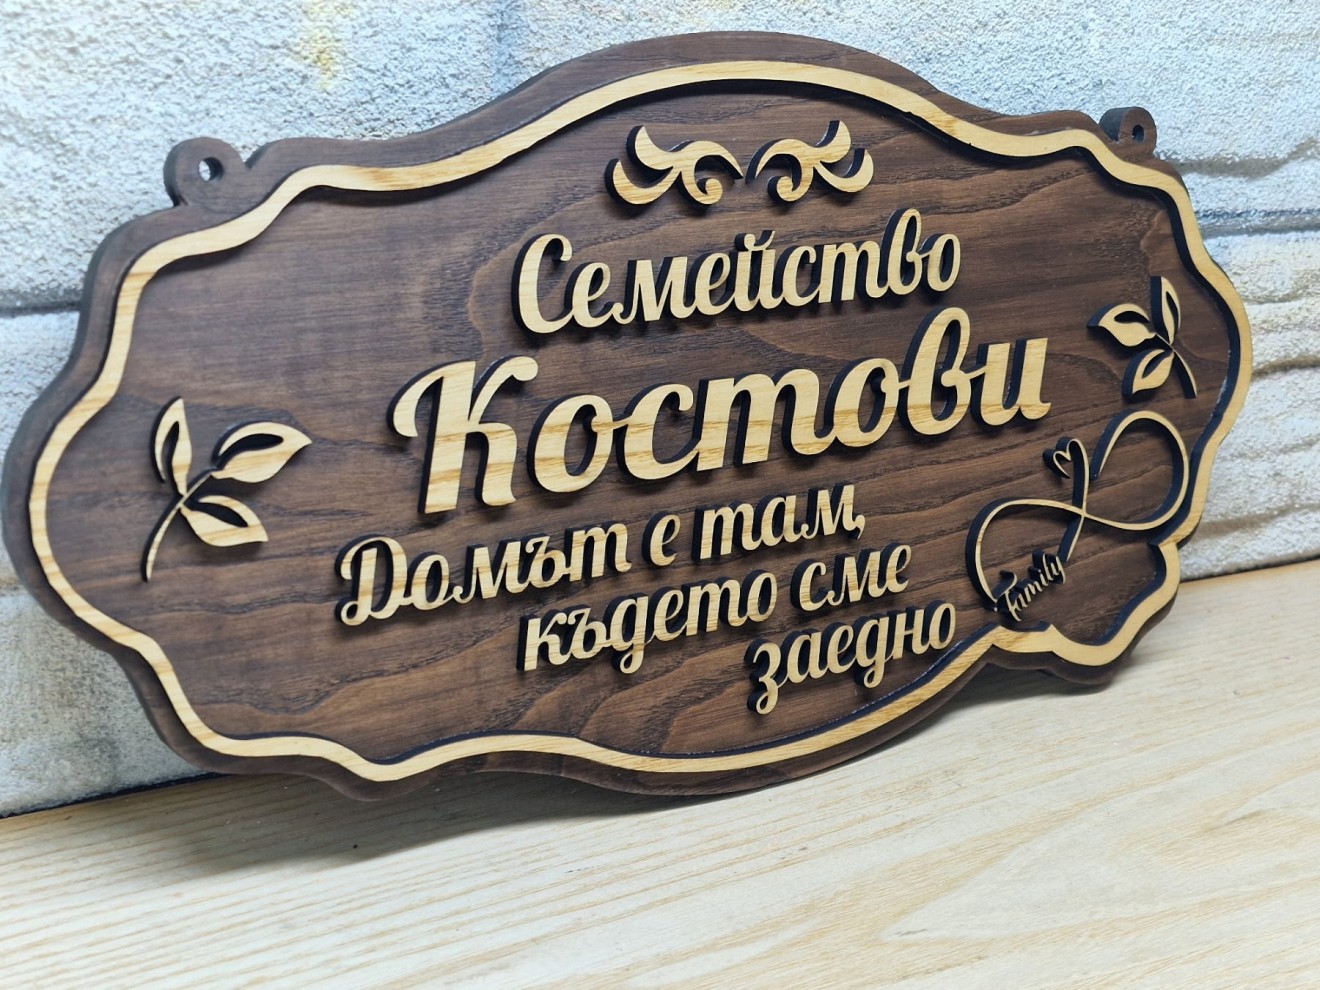 Семейство
Костови
Домът е там,
където сме
заедно
Family